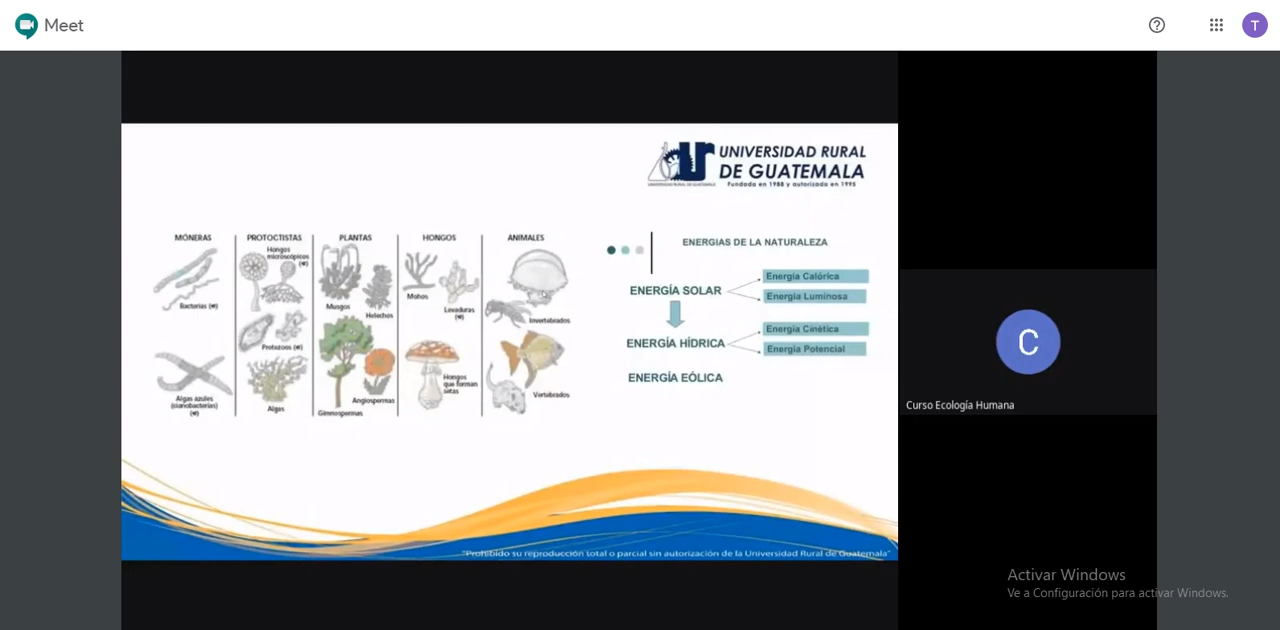 Meet
T
UNIVERSIDAD RURAL
DE GUATEMALA
UNIVERSIDAD RURAL DE GUATEMALA
Fundada en 1988 y autorizada en 1995
MÓNERAS
Bacterias (•)
Algas azules
(cianobacterias)
(•)
PROTOCTISTAS
Hongos
microscópicos
(•)
Protozoos (•)
Algas
PLANTAS
Musgos
Helechos
Angiospermas
Gimnospermas
HONGOS
Mohos
Levaduras
(•)
Hongos
que forman
setas
ANIMALES
Invertebrados
Vertebrados
ENERGIAS DE LA NATURALEZA
ENERGÍA SOLAR
Energía Calórica
Energía Luminosa
ENERGÍA HÍDRICA
Energía Cinética
Energía Potencial
ENERGÍA EÓLICA
"Prohibido su reproducción total o parcial sin autorización de la Universidad Rural de Guatemala"
C
Curso Ecología Humana
Activar Windows
Ve a Configuración para activar Windows.